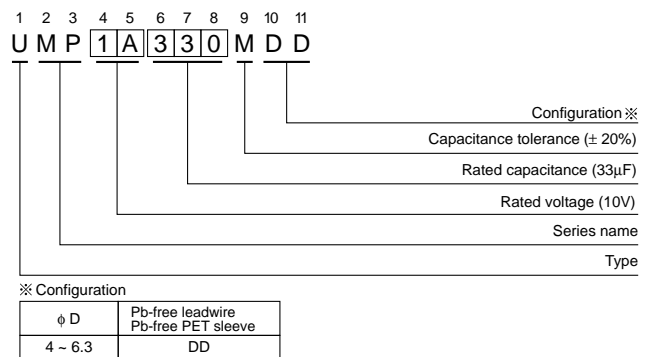 1 2 3 4 5 6 7 8 9 10 11
U M P 1 A 3 3 0 M D D
Configuration ※
Capacitance tolerance (± 20%)
Rated capacitance (33µF)
Rated voltage (10V)
Series name
Type
※ Configuration
ϕ D
Pb-free leadwire
Pb-free PET sleeve
4 ~ 6.3
DD